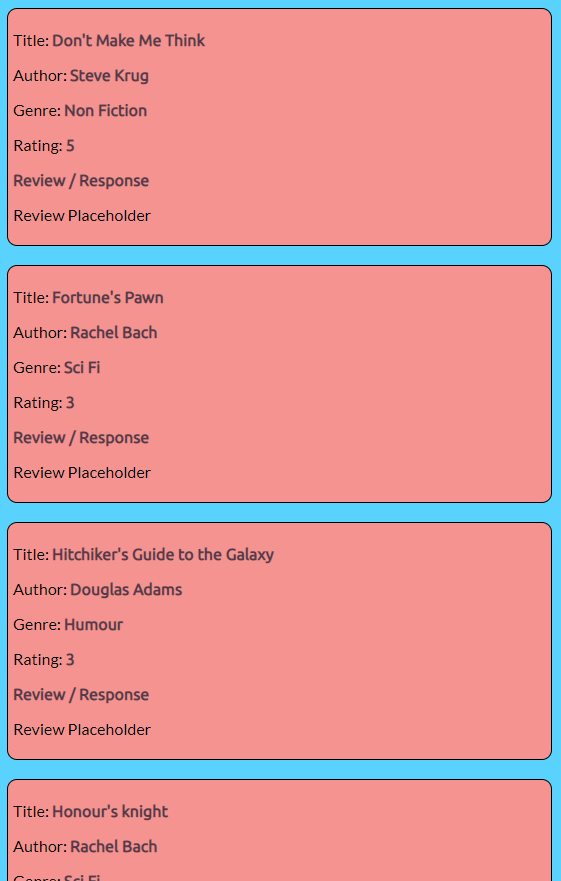 Title: Don't Make Me Think
Author: Steve Krug
Genre: Non Fiction
Rating: 5
Review / Response
Review Placeholder
Title: Fortune's Pawn
Author: Rachel Bach
Genre: Sci Fi
Rating: 3
Review / Response
Review Placeholder
Title: Hitchiker's Guide to the Galaxy
Author: Douglas Adams
Genre: Humour
Rating: 3
Review / Response
Review Placeholder
Title: Honour's knight
Author: Rachel Bach
Genre: Sci Fi